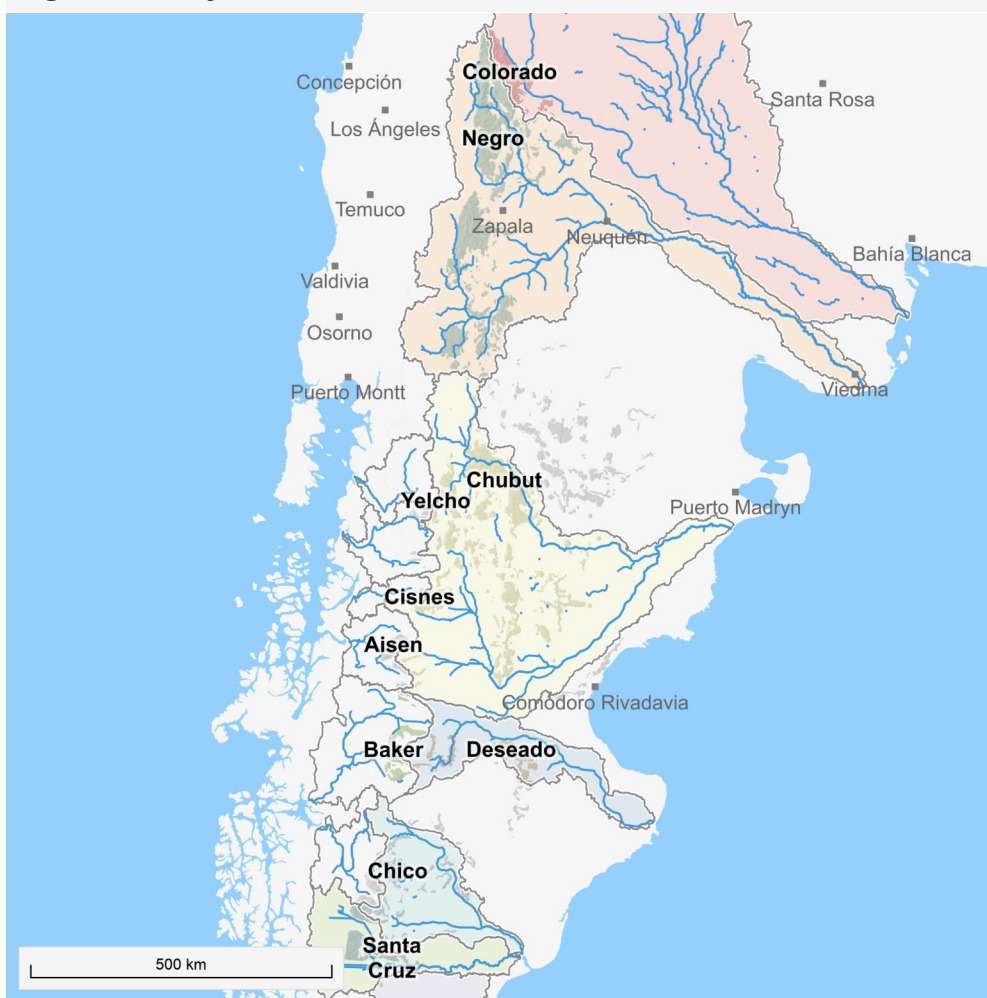 Colorado
Concepción
Santa Rosa
Los Ángeles
Negro
Temuco
Zapala
Neuquén
Bahía Blanca
Valdivia
Osorno
Puerto Montt
Viedma
Chubut
Yelcho
Puerto Madryn
Cisnes
Aisen
Comodoro Rivadavia
Baker
Deseado
Chico
Santa
Cruz
500 km